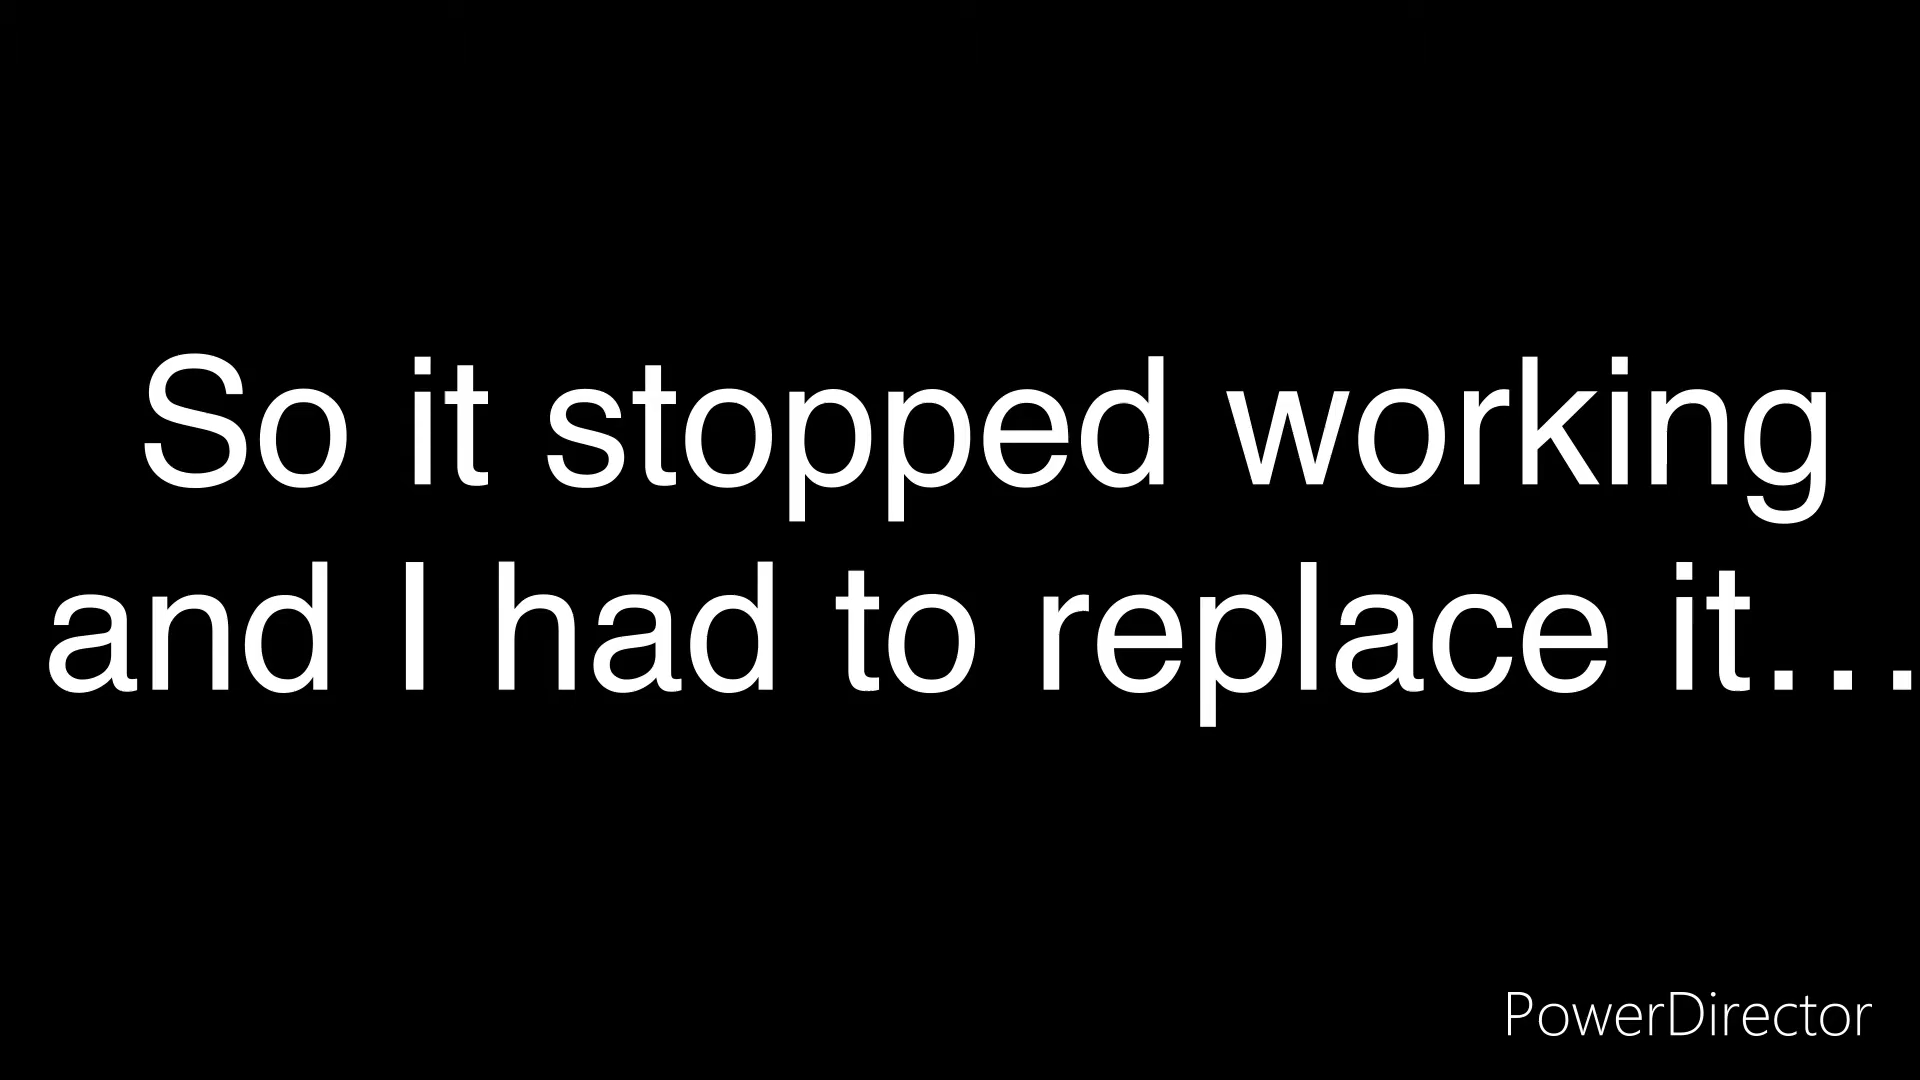 So it stopped working
and I had to replace it...
PowerDirector